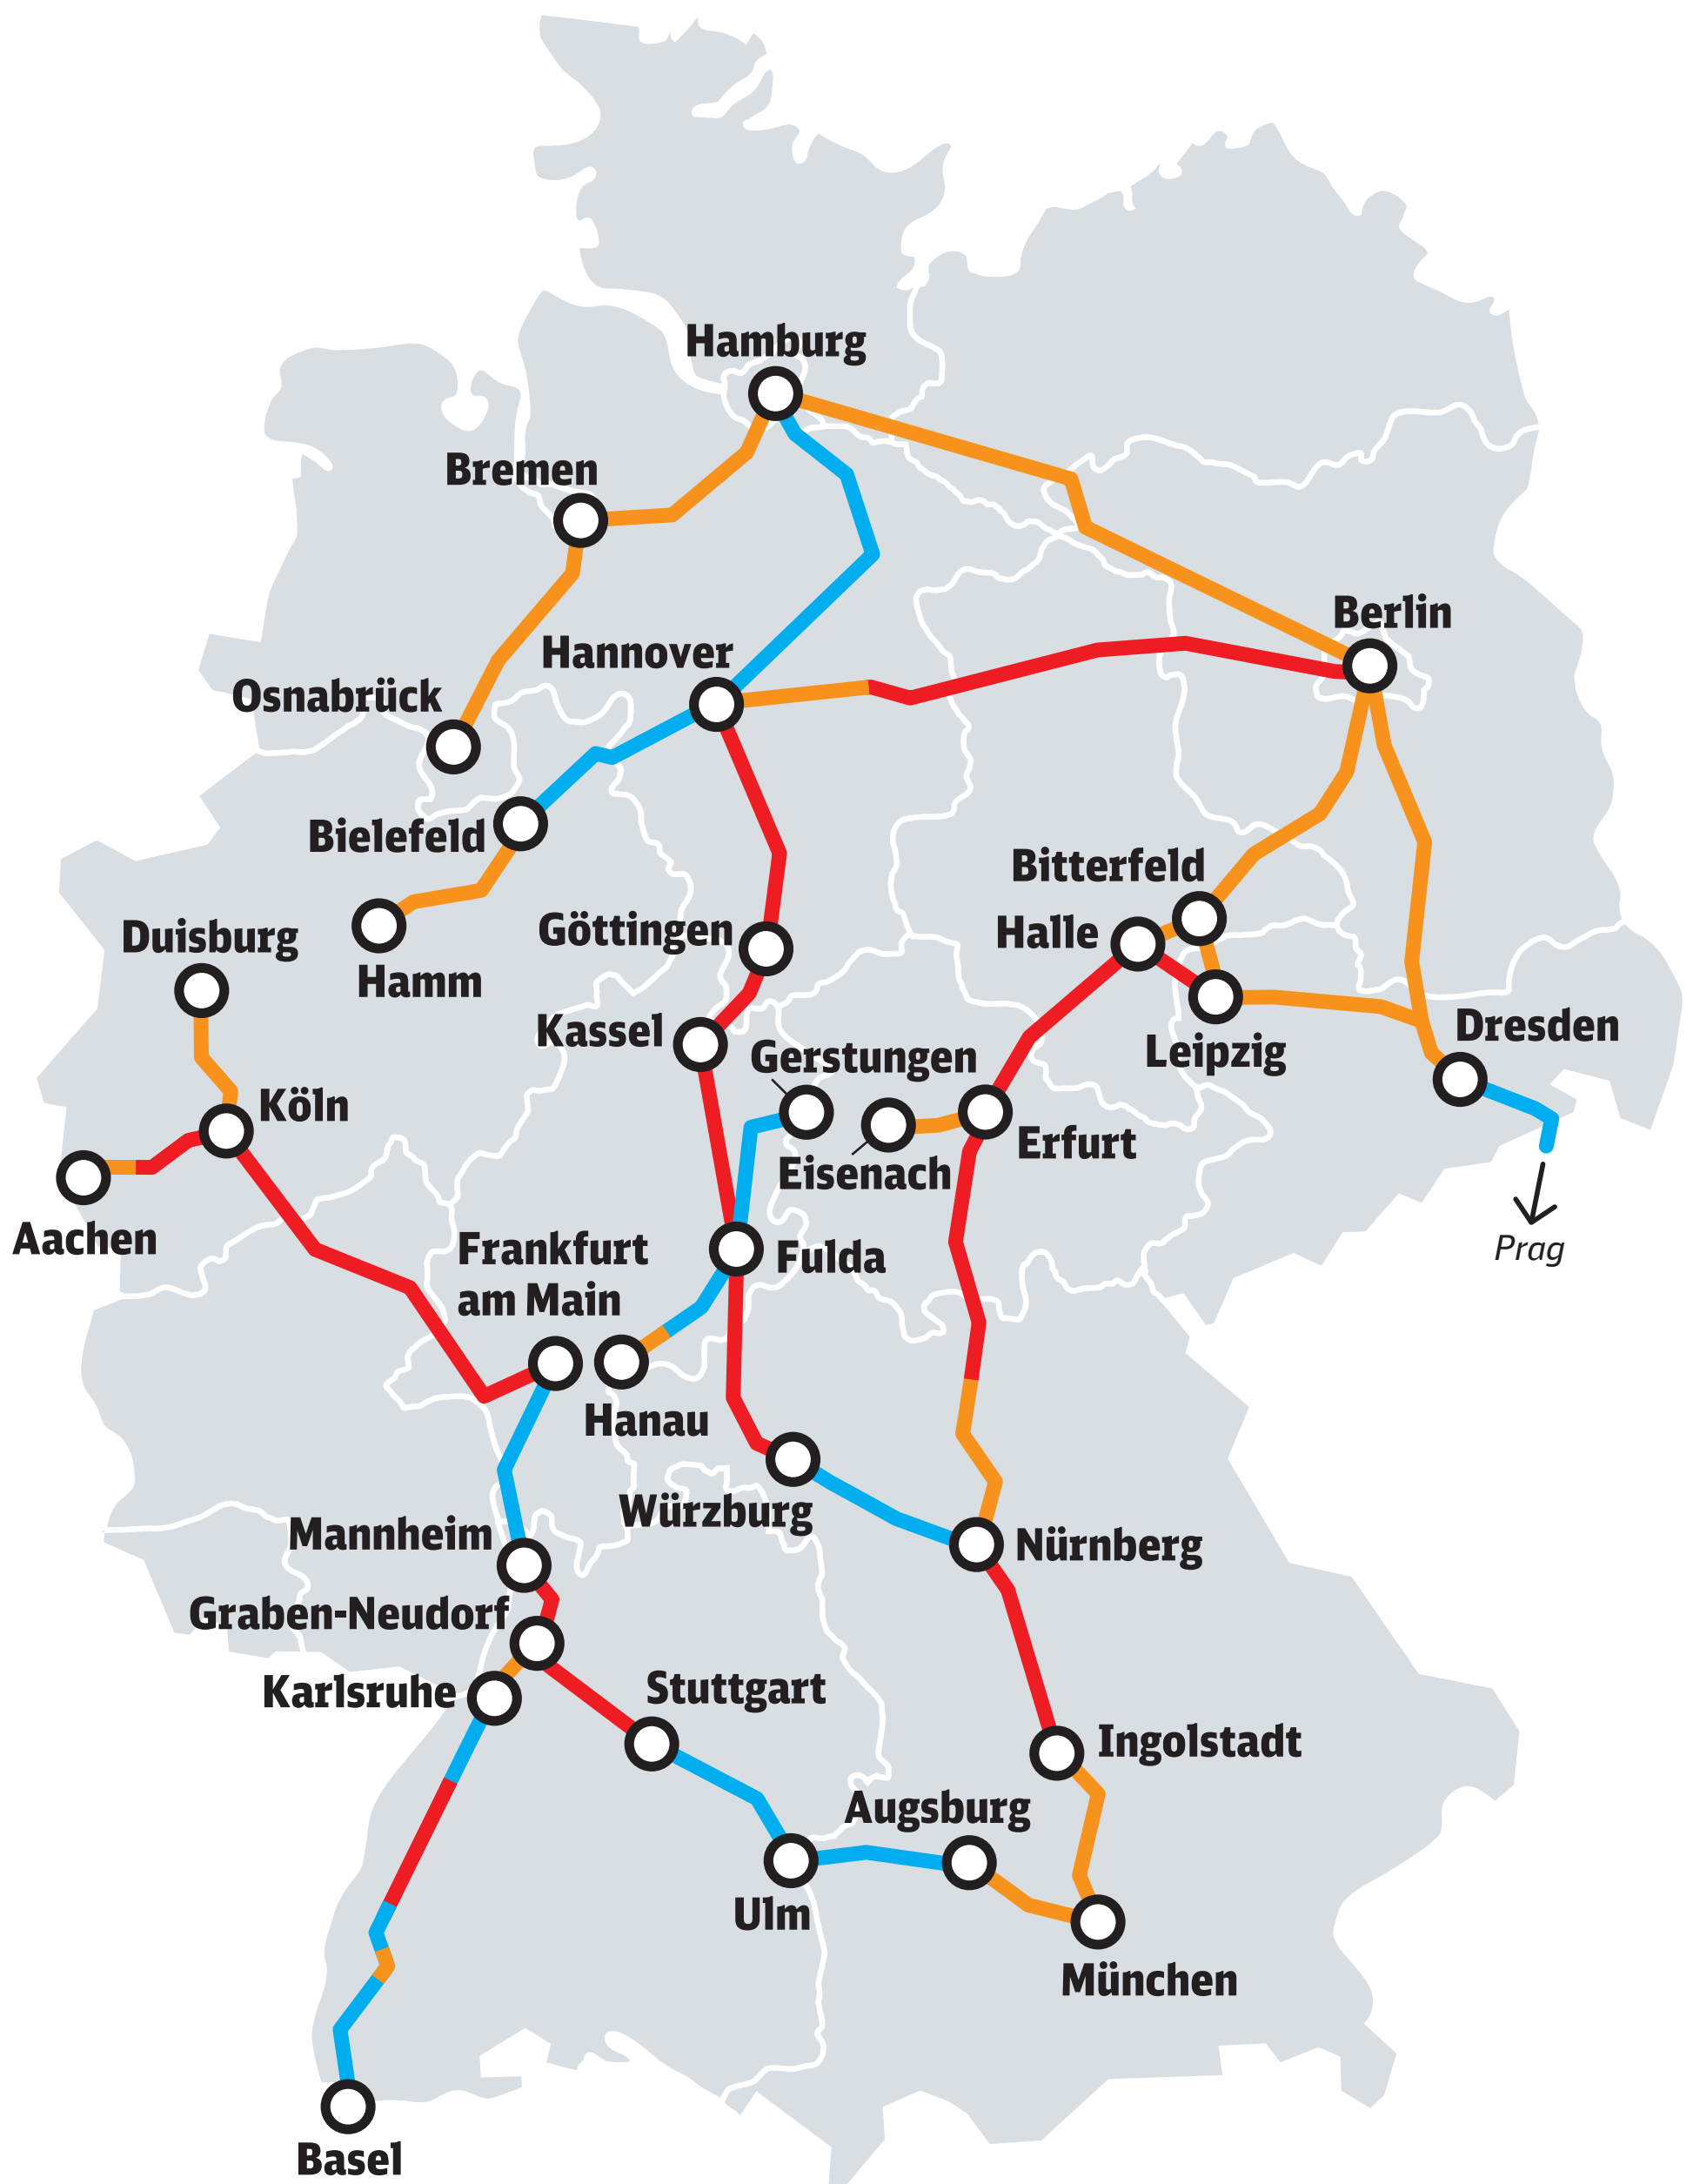 Hamburg
Bremen
Berlin
Hannover
Osnabrück
Bielefeld
Bitterfeld
Duisburg
Göttingen
Halle
Hamm
Kassel
Dresden
Gerstungen
Leipzig
Köln
Erfurt
Eisenach
Aachen
Frankfurt
am Main
Fulda
Prag
Hanau
Würzburg
Mannheim
Nürnberg
Graben-Neudorf
Karlsruhe
Stuttgart
Ingolstadt
Augsburg
Ulm
München
Basel